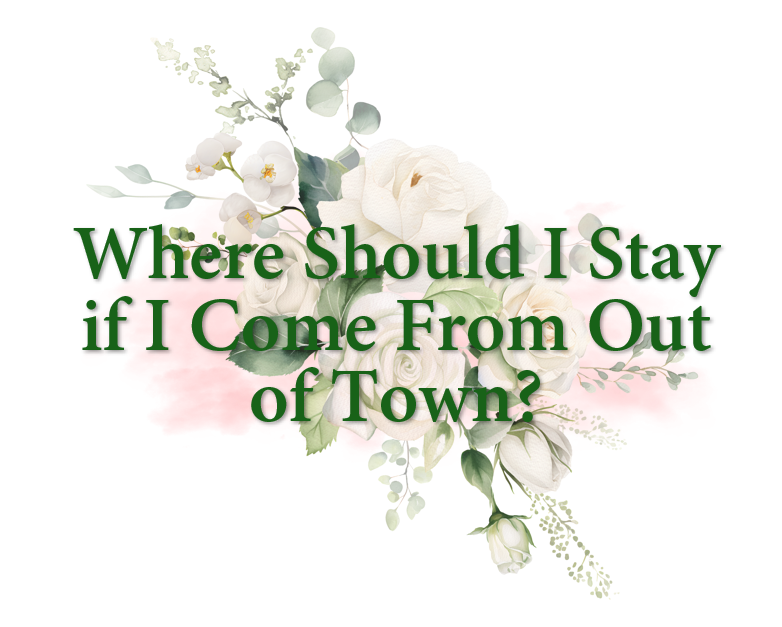 Where Should I Stay
if I Come From Out
of Town?